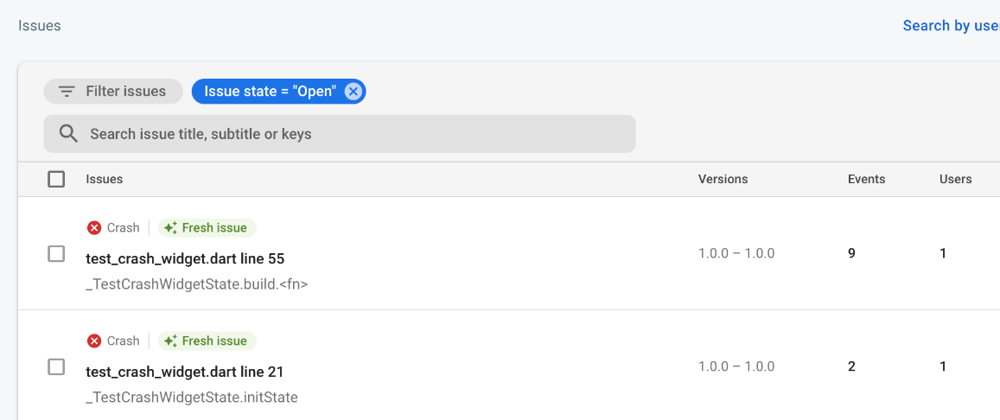 Issues
Search by use
Filter issues
Issue state = "Open"
Search issue title, subtitle or keys
Issues Versions Events Users
Crash Fresh issue
test_crash_widget.dart line 55
1.0.0 – 1.0.0 9 1
_TestCrashWidgetState.build.<fn>
Crash Fresh issue
test_crash_widget.dart line 21
1.0.0 – 1.0.0 2 1
_TestCrashWidgetState.initState